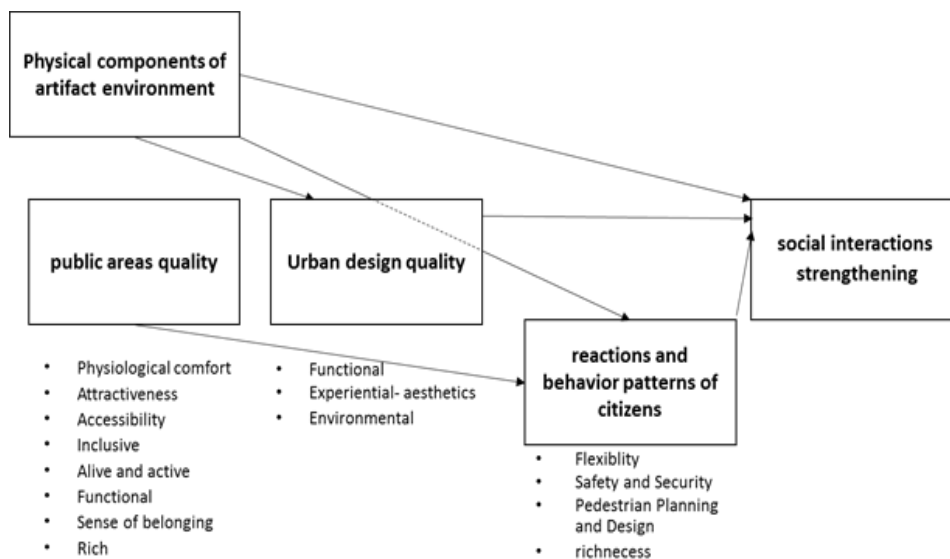 Physical components of
artifact environment
public areas quality
Urban design quality
social interactions
strengthening
reactions and
behavior patterns of
citizens
• Physiological comfort
• Attractiveness
• Accessibility
• Inclusive
• Alive and active
• Functional
• Sense of belonging
• Rich
• Functional
• Experiential- aesthetics
• Environmental
• Flexiblity
• Safety and Security
• Pedestrian Planning
and Design
• richnecess